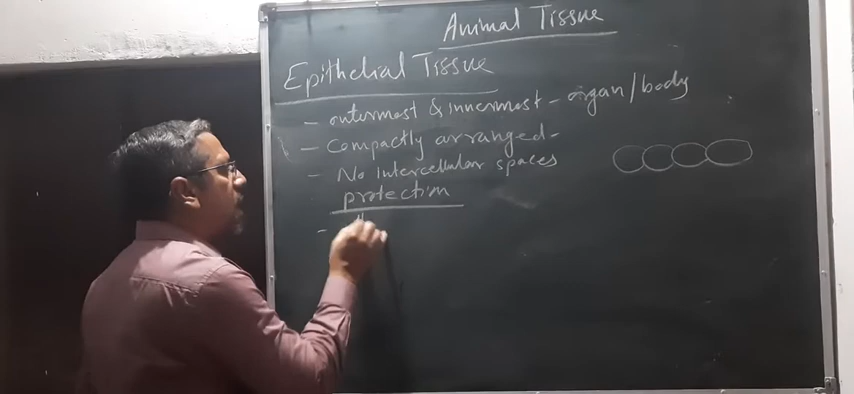 Animal Tissue
Epithelial Tissue
- outermost & innermost - organ/body
- Compactly arranged-
- No intercellular spaces
protection
-